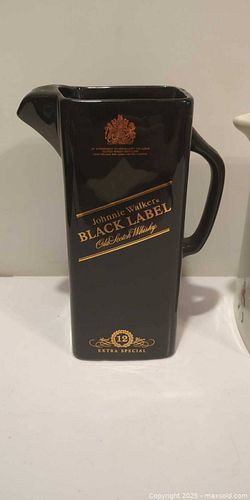 Johnnie Walker®
BLACK LABEL
Old Scotch Whisky
12
EXTRA SPECIAL
Copyright 2025 - maxsold.com